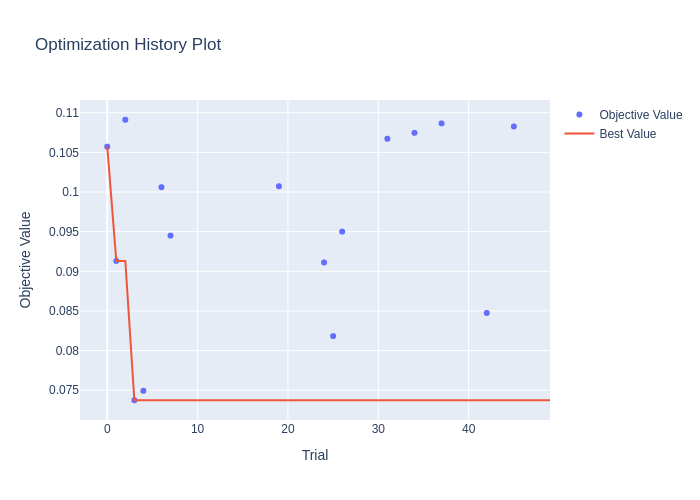 Optimization History Plot
Objective Value
Best Value
0.11
0.105
0.1
0.095
0.09
0.085
0.08
0.075
Objective Value
0
10
20
30
40
Trial